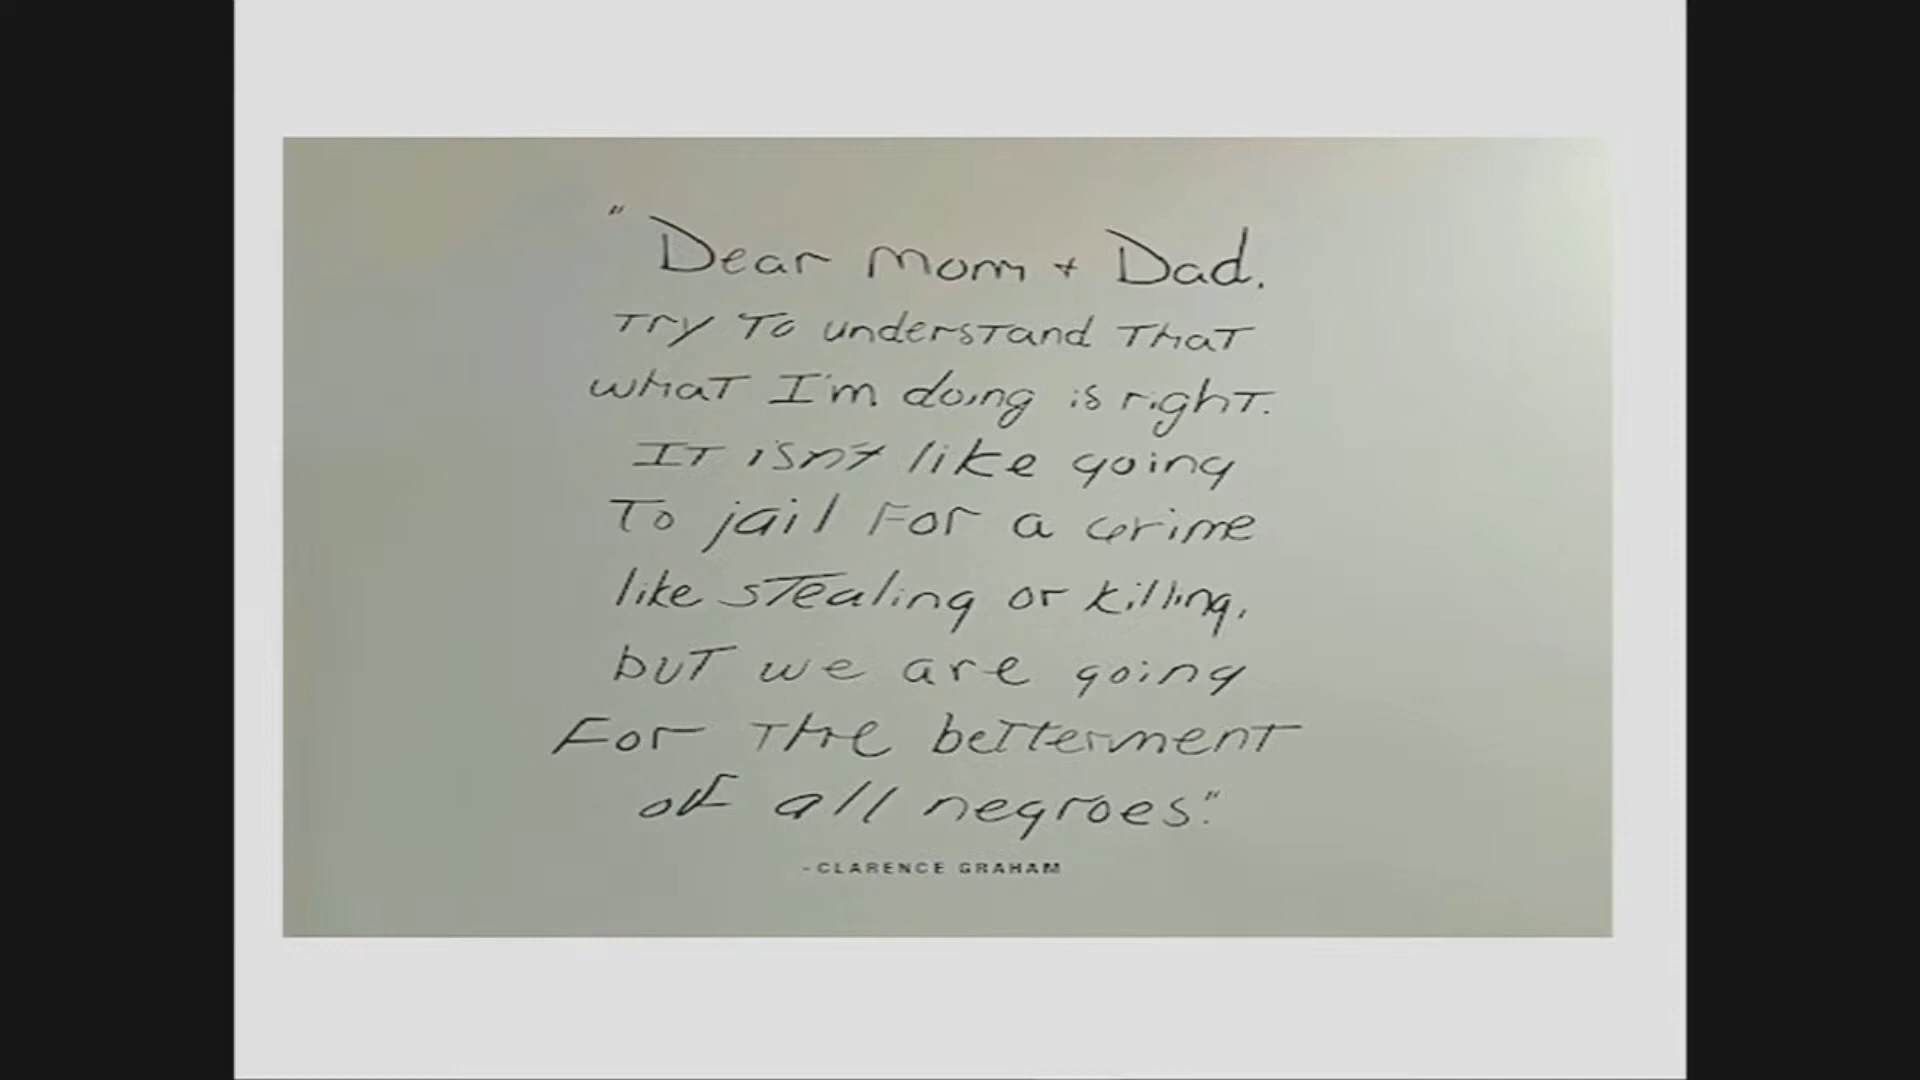 "Dear Mom + Dad.
Try To understand That
what I'm doing is right.
It isn't like going
To jail For a crime
like stealing or killing,
but we are going
For The betterment
of all negroes."
-CLARENCE GRAHAM